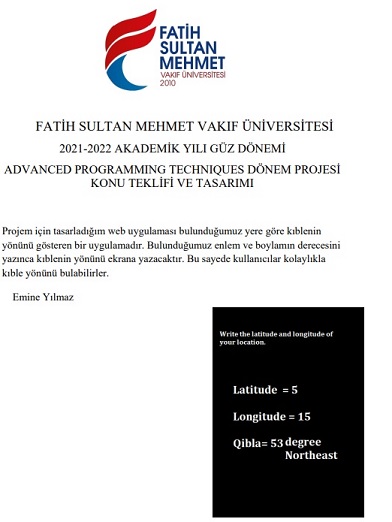 FATİH
SULTAN
MEHMET
VAKIF ÜNİVERSİTESİ
2010
FATİH SULTAN MEHMET VAKIF ÜNİVERSİTESİ
2021-2022 AKADEMİK YILI GÜZ DÖNEMİ
ADVANCED PROGRAMMING TECHNIQUES DÖNEM PROJESİ
KONU TEKLİFİ VE TASARIMI
Projem için tasarladığım web uygulaması bulunduğumuz yere göre kıblenin
yönünü gösteren bir uygulamadır. Bulunduğumuz enlem ve boylamın derecesini
yazınca kıblenin yönünü ekrana yazacaktır. Bu sayede kullanıcılar kolaylıkla
kıble yönünü bulabilirler.
Emine Yılmaz
Write the latitude and longitude of
your location.
Latitude = 5
Longitude = 15
Qibla= 53 degree
Northeast